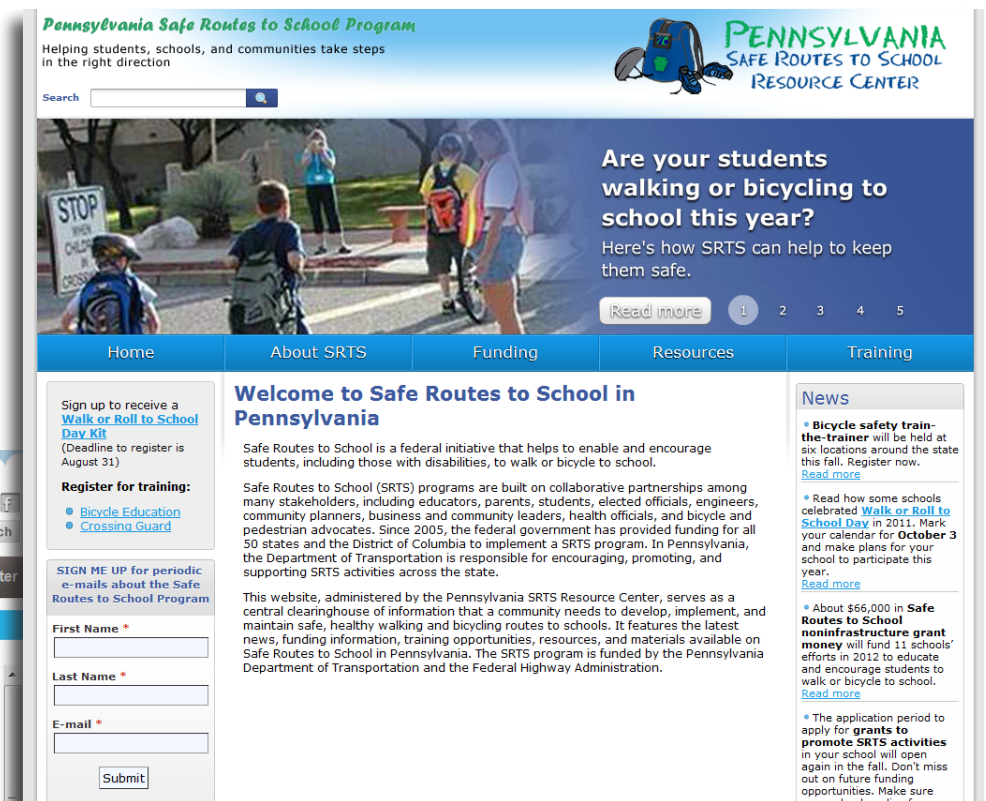 Pennsylvania Safe Routes to School Program
Helping students, schools, and communities take steps
in the right direction
Search
PENNSYLVANIA
SAFE ROUTES TO SCHOOL
RESOURCE CENTER
STOP
WHEN
CHILDREN
IN
CROSSWALK
Are your students
walking or bicycling to
school this year?
Here's how SRTS can help to keep
them safe.
Read more 1 2 3 4 5
Home About SRTS Funding Resources Training
Sign up to receive a
Walk or Roll to School
Day Kit
(Deadline to register is
August 31)
Register for training:
Bicycle Education
Crossing Guard
SIGN ME UP for periodic
e-mails about the Safe
Routes to School Program
First Name *
Last Name *
E-mail *
Submit
Welcome to Safe Routes to School in
Pennsylvania
Safe Routes to School is a federal initiative that helps to enable and encourage
students, including those with disabilities, to walk or bicycle to school.
Safe Routes to School (SRTS) programs are built on collaborative partnerships among
many stakeholders, including educators, parents, students, elected officials, engineers,
community planners, business and community leaders, health officials, and bicycle and
pedestrian advocates. Since 2005, the federal government has provided funding for all
50 states and the District of Columbia to implement a SRTS program. In Pennsylvania,
the Department of Transportation is responsible for encouraging, promoting, and
supporting SRTS activities across the state.
This website, administered by the Pennsylvania SRTS Resource Center, serves as a
central clearinghouse of information that a community needs to develop, implement, and
maintain safe, healthy walking and bicycling routes to schools. It features the latest
news, funding information, training opportunities, resources, and materials available on
Safe Routes to School in Pennsylvania. The SRTS program is funded by the Pennsylvania
Department of Transportation and the Federal Highway Administration.
News
Bicycle safety train-
the-trainer will be held at
six locations around the state
this fall. Register now.
Read more
Read how some schools
celebrated Walk or Roll to
School Day in 2011. Mark
your calendar for October 3
and make plans for your
school to participate this
year.
Read more
About $66,000 in Safe
Routes to School
noninfrastructure grant
money will fund 11 schools'
efforts in 2012 to educate
and encourage students to
walk or bicycle to school.
Read more
The application period to
apply for grants to
promote SRTS activities
in your school will open
again in the fall. Don't miss
out on future funding
opportunities. Make sure